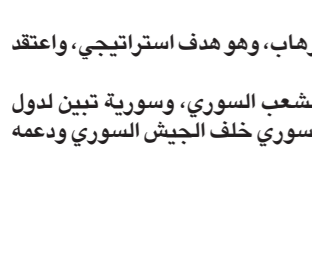 رهاب، وهو هدف استراتيجي، واعتقد
شعب السوري، وسورية تبين لدول
سوري خلف الجيش السوري ودعمه